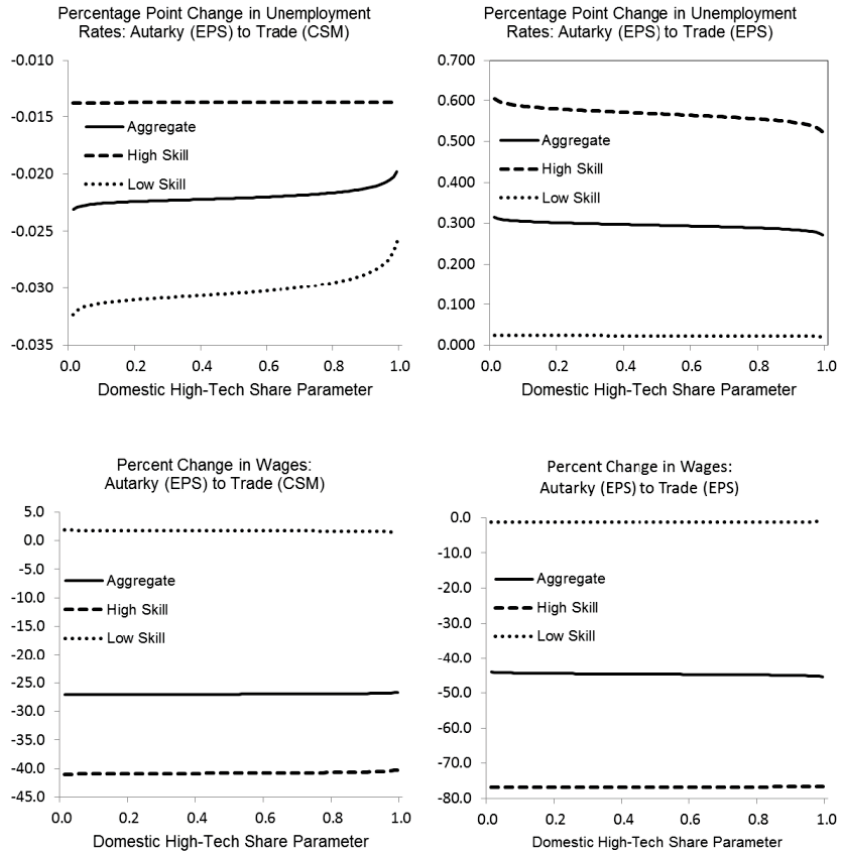 Percentage Point Change in Unemployment
Rates: Autarky (EPS) to Trade (CSM)
-0.010
-0.015
-0.020
-0.025
-0.030
-0.035
Aggregate
High Skill
Low Skill
0.0 0.2 0.4 0.6 0.8 1.0
Domestic High-Tech Share Parameter
Percentage Point Change in Unemployment
Rates: Autarky (EPS) to Trade (EPS)
0.700
0.600
0.500
0.400
0.300
0.200
0.100
0.000
Aggregate
High Skill
Low Skill
0.0 0.2 0.4 0.6 0.8 1.0
Domestic High-Tech Share Parameter
Percent Change in Wages:
Autarky (EPS) to Trade (CSM)
5.0
0.0
-5.0
-10.0
-15.0
-20.0
-25.0
-30.0
-35.0
-40.0
-45.0
Aggregate
High Skill
Low Skill
0.0 0.2 0.4 0.6 0.8 1.0
Domestic High-Tech Share Parameter
Percent Change in Wages:
Autarky (EPS) to Trade (EPS)
0.0
-10.0
-20.0
-30.0
-40.0
-50.0
-60.0
-70.0
-80.0
Aggregate
High Skill
Low Skill
0.0 0.2 0.4 0.6 0.8 1.0
Domestic High-Tech Share Parameter